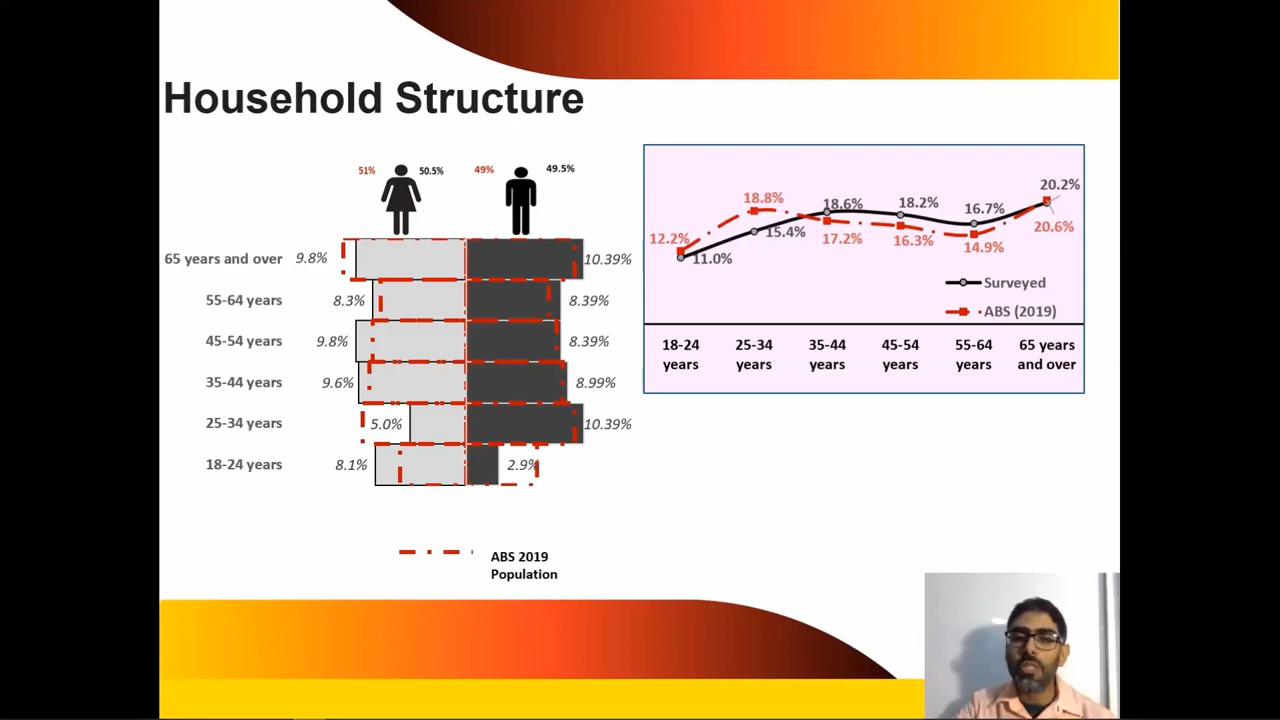 Household Structure
51%
50.5%
49%
49.5%
65 years and over
9.8%
10.39%
55-64 years
8.3%
8.39%
45-54 years
9.8%
8.39%
35-44 years
9.6%
8.99%
25-34 years
5.0%
10.39%
18-24 years
8.1%
2.9%
ABS 2019
Population
12.2%
11.0%
18.8%
15.4%
18.6%
17.2%
18.2%
16.3%
16.7%
14.9%
20.2%
20.6%
Surveyed
ABS (2019)
18-24
years
25-34
years
35-44
years
45-54
years
55-64
years
65 years
and over